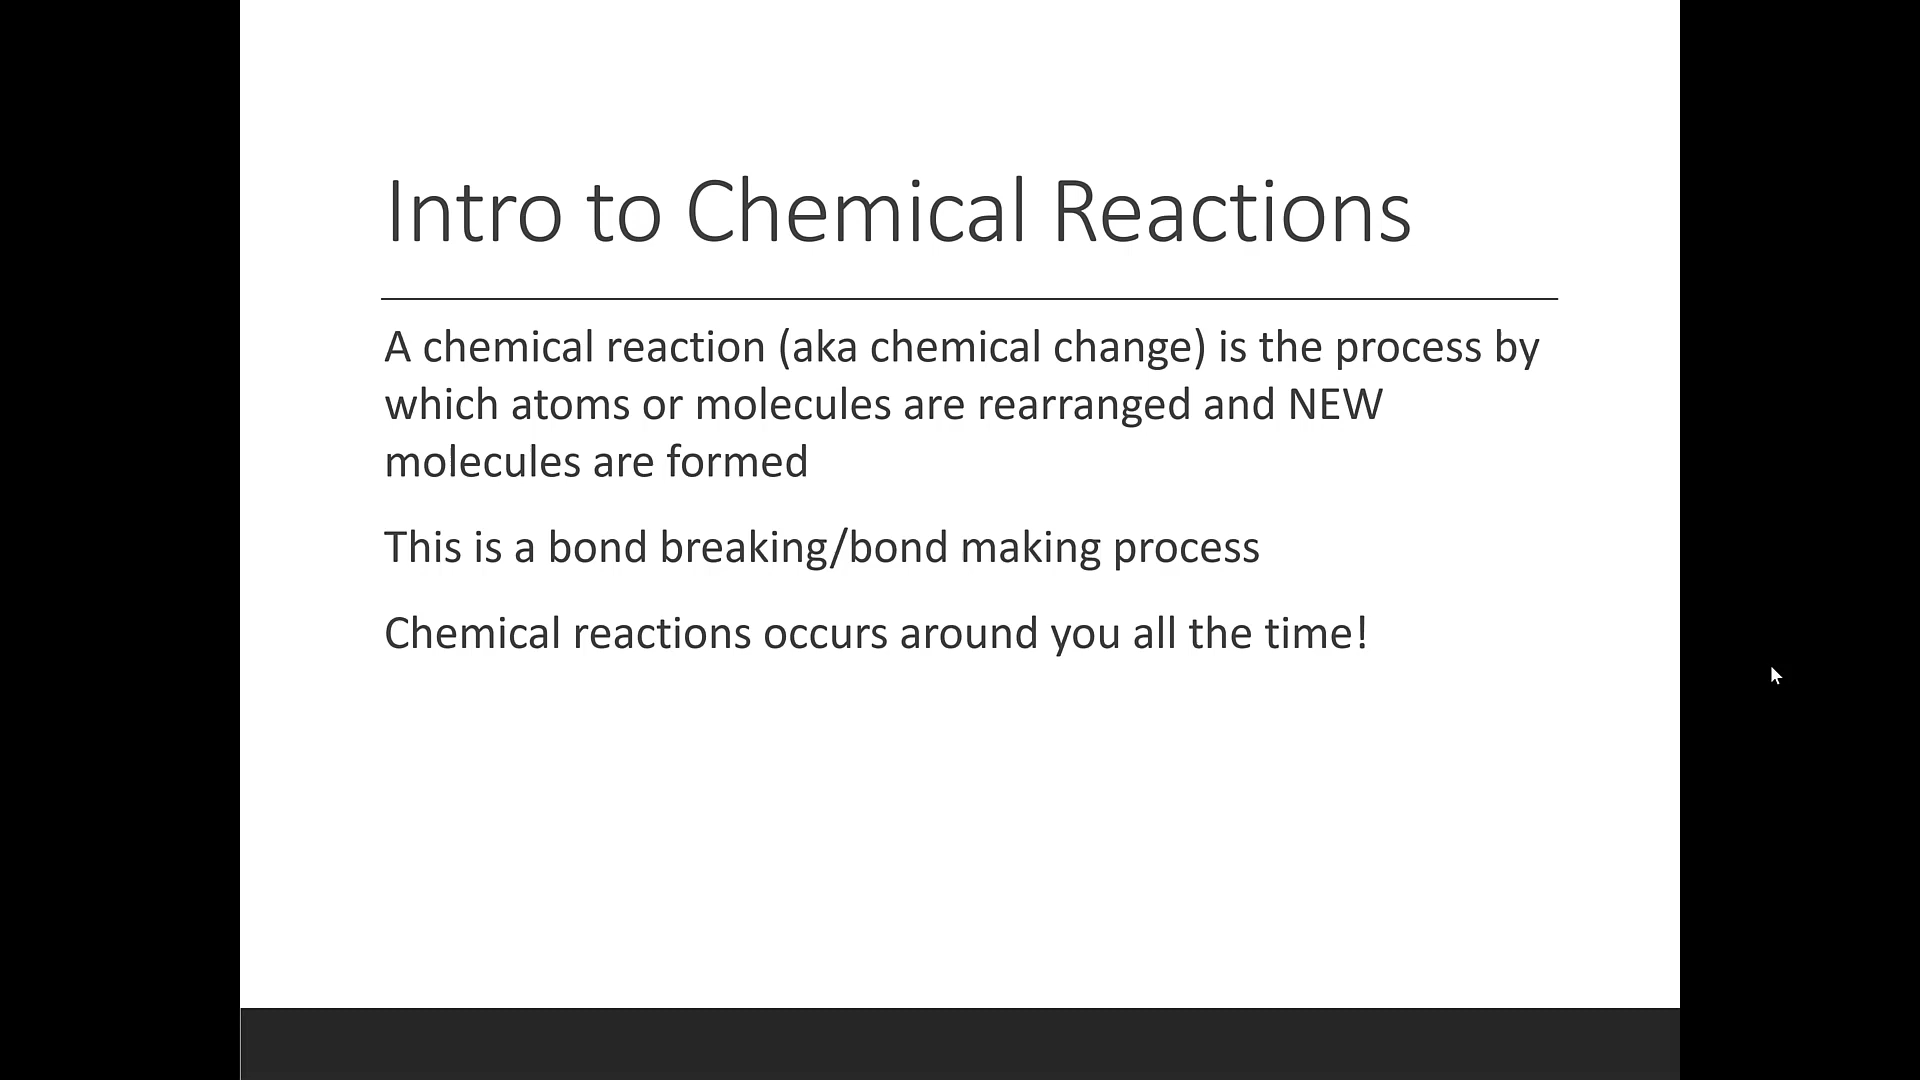 Intro to Chemical Reactions
A chemical reaction (aka chemical change) is the process by
which atoms or molecules are rearranged and NEW
molecules are formed
This is a bond breaking/bond making process
Chemical reactions occurs around you all the time!